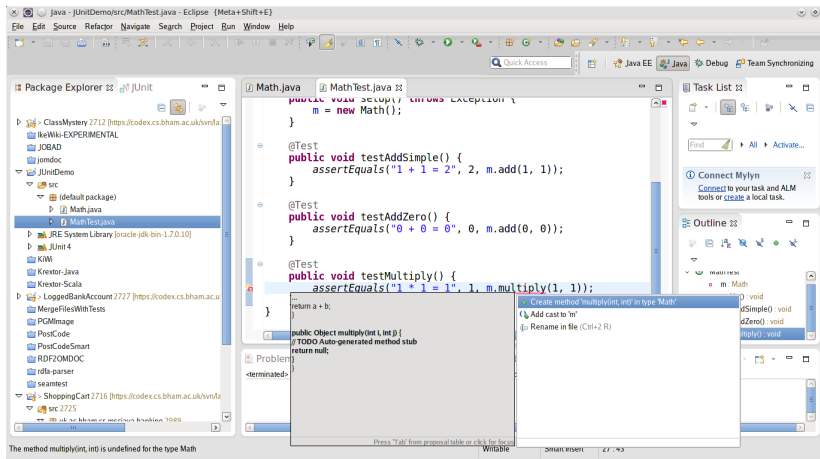 Java - JUnitDemo/src/MathTest.java - Eclipse {Meta+Shift+E}
File Edit Source Refactor Navigate Search Project Run Window Help
Quick Access
Java EE Java Debug Team Synchronizing
Package Explorer JUnit
ClassMystery 2712 [https://codex.cs.bham.ac.uk/svn/la
IkeWiki-EXPERIMENTAL
JOBAD
jomdoc
JUnitDemo
src
(default package)
Math.java
MathTest.java
JRE System Library [oracle-jdk-bin-1.7.0.10]
JUnit 4
KiWi
Krextor-Java
Krextor-Scala
> LoggedBankAccount 2727 [https://codex.cs.bham.ac.u
MergeFilesWithTests
PGMImage
PostCode
PostCodeSmart
RDF2OMDOC
rdfa-parser
seamtest
> ShoppingCart 2716 [https://codex.cs.bham.ac.uk/svn/la
src 2725
Math.java MathTest.java
public void setUp() throws Exception {
m = new Math();
}
@Test
public void testAddSimple() {
assertEquals("1 + 1 = 2", 2, m.add(1, 1));
}
@Test
public void testAddZero() {
assertEquals("0 + 0 = 0", 0, m.add(0, 0));
}
@Test
public void testMultiply() {
assertEquals("1 * 1 = 1", 1, m.multiply(1, 1));
}
...
return a + b;
}
public Object multiply(int i, int j) {
// TODO Auto-generated method stub
return null;
}
}
Press 'Tab' from proposal table or click for focus
Create method 'multiply(int, int)' in type 'Math'
Add cast to 'm'
Rename in file (Ctrl+2 R)
Problem
<terminated>
Task List
Find All Activate...
Connect Mylyn
Connect to your task and ALM
tools or create a local task.
Outline
MathTest
m : Math
) : void
dSimple() : void
dZero() : void
ltiply() : void
The method multiply(int, int) is undefined for the type Math
Writable Smart Insert 27 : 43